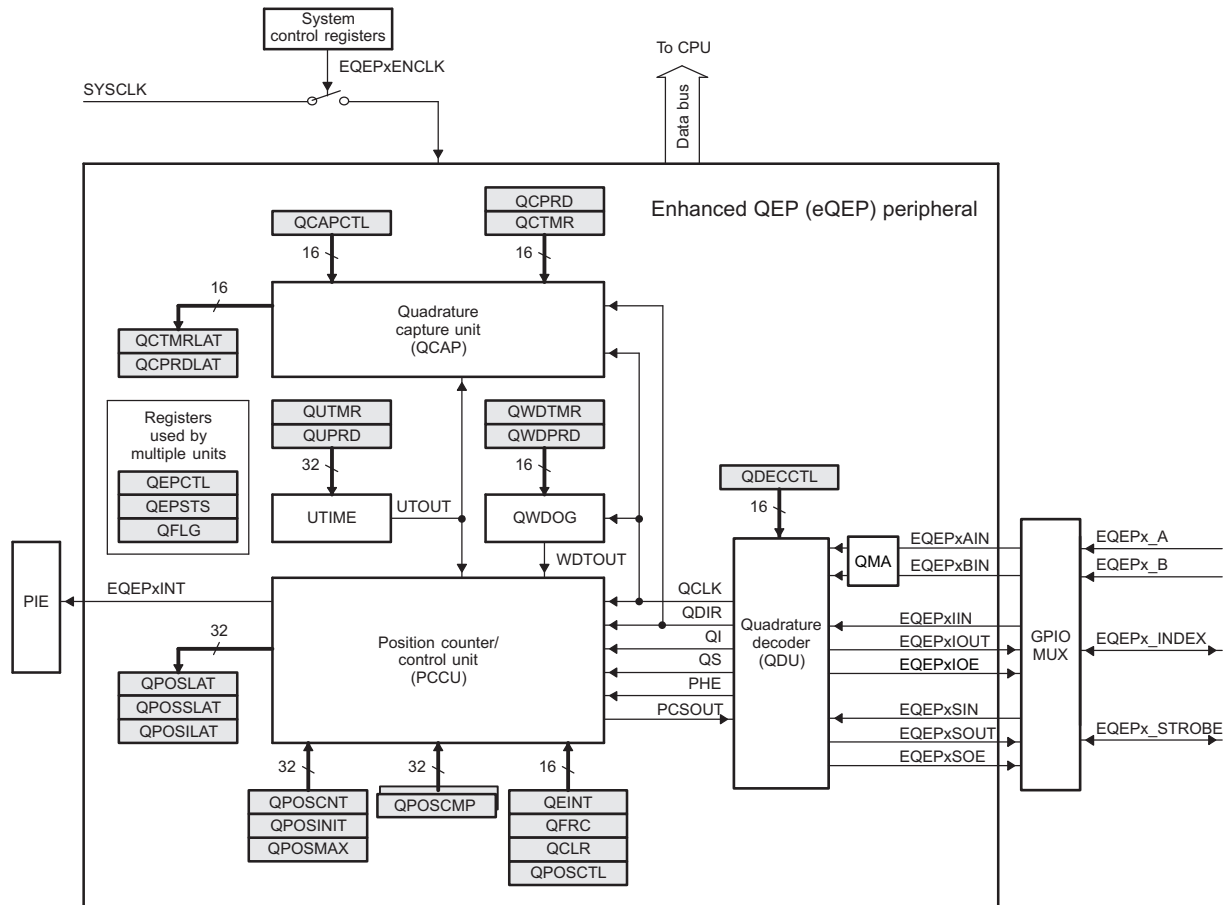 System
control registers
EQEPxENCLK
SYSCLK
To CPU
Data bus
Enhanced QEP (eQEP) peripheral
QCAPCTL
16
QCPRD
QCTMR
16
16
QCTMRLAT
QCPRDLAT
Quadrature
capture unit
(QCAP)
Registers
used by
multiple units
QEPCTL
QEPSTS
QFLG
QUTMR
QUPRD
32
UTIME
UTOUT
QWDTMR
QWDPRD
16
QWDOG
WDTOUT
QDECCTL
16
PIE
EQEPxINT
32
QPOSLAT
QPOSSLAT
QPOSILAT
Position counter/
control unit
(PCCU)
QCLK
QDIR
QI
QS
PHE
PCSOUT
Quadrature
decoder
(QDU)
QMA
EQEPxAIN
EQEPxBIN
EQEPxIIN
EQEPxIOUT
EQEPxIOE
EQEPxSIN
EQEPxSOUT
EQEPxSOE
GPIO
MUX
EQEPx_A
EQEPx_B
EQEPx_INDEX
EQEPx_STROBE
32
QPOSCNT
QPOSINIT
QPOSMAX
32
QPOSCMP
16
QEINT
QFRC
QCLR
QPOSCTL